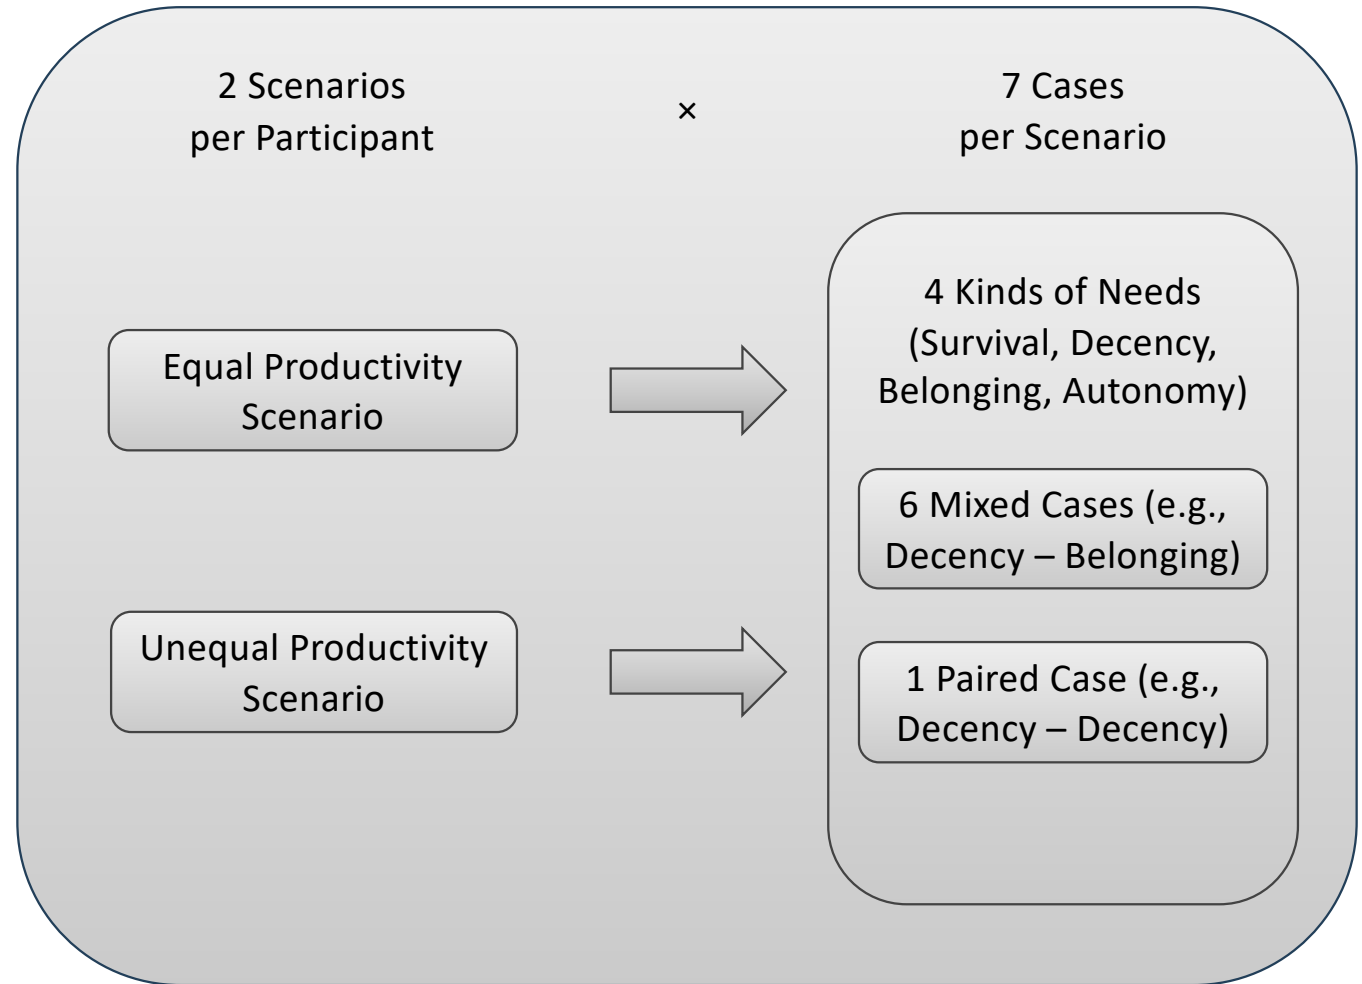 2 Scenarios
per Participant
×
7 Cases
per Scenario
Equal Productivity
Scenario
Unequal Productivity
Scenario
4 Kinds of Needs
(Survival, Decency,
Belonging, Autonomy)
6 Mixed Cases (e.g.,
Decency – Belonging)
1 Paired Case (e.g.,
Decency – Decency)